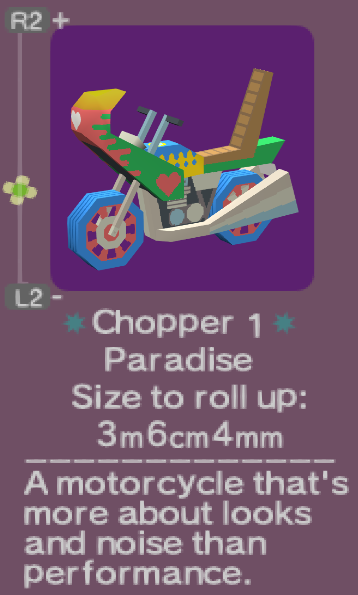 R2 +
L2 -
Chopper 1
Paradise
Size to roll up:
3m6cm4mm
A motorcycle that's
more about looks
and noise than
performance.